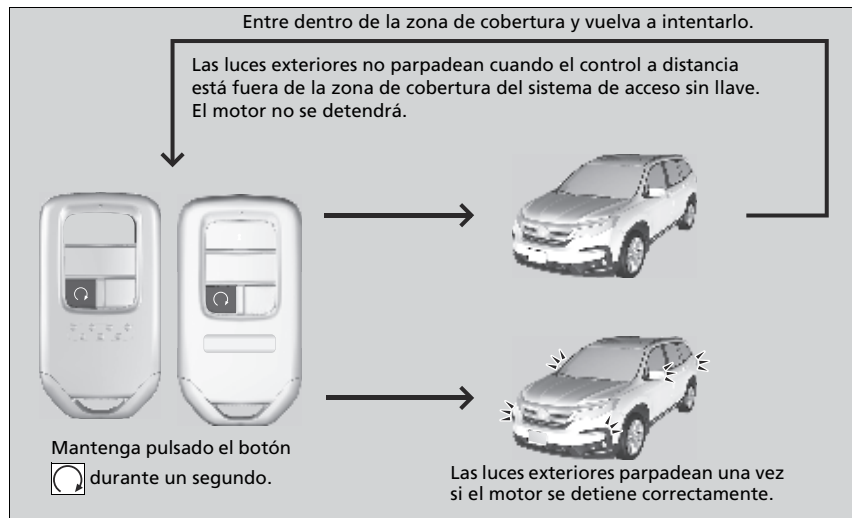 Entre dentro de la zona de cobertura y vuelva a intentarlo.
Las luces exteriores no parpadean cuando el control a distancia
está fuera de la zona de cobertura del sistema de acceso sin llave.
El motor no se detendrá.
Mantenga pulsado el botón
durante un segundo.
Las luces exteriores parpadean una vez
si el motor se detiene correctamente.